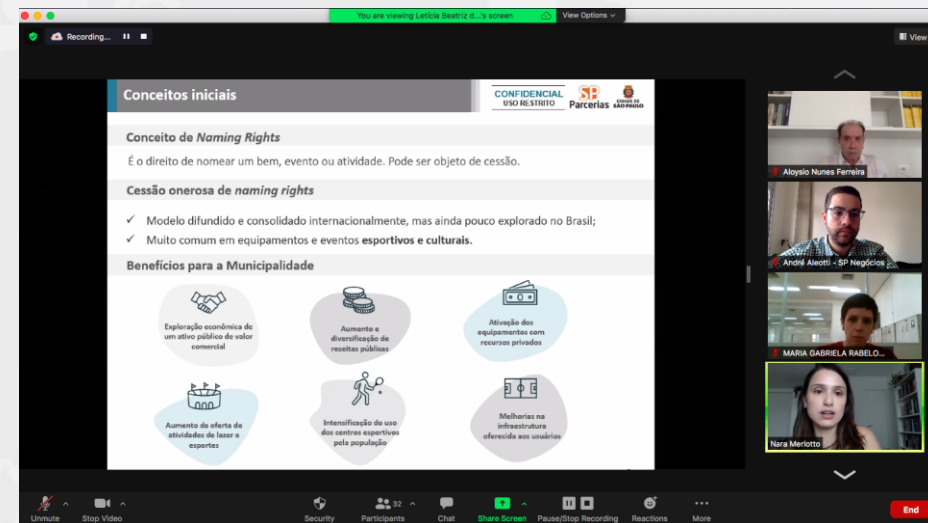 You are viewing Letícia Beatriz d...'s screen
View Options
Recording...
View
Conceitos iniciais
CONFIDENCIAL
USO RESTRITO
SP
Parcerias
CIDADE DE
SÃO PAULO
Conceito de Naming Rights
É o direito de nomear um bem, evento ou atividade. Pode ser objeto de cessão.
Cessão onerosa de naming rights
✓ Modelo difundido e consolidado internacionalmente, mas ainda pouco explorado no Brasil;
✓ Muito comum em equipamentos e eventos esportivos e culturais.
Benefícios para a Municipalidade
Exploração econômica de
um ativo público de valor
comercial
Aumento e
diversificação de
receitas públicas
Ativação dos
equipamentos com
recursos privados
Aumento da oferta de
atividades de lazer e
esportes
Intensificação do uso
dos centros esportivos
pela população
Melhorias na
infraestrutura
oferecida aos usuários
Aloysio Nunes Ferreira
André Aleotti - SP Negócios
MARIA GABRIELA RABELO...
Nara Merlotto
Unmute
Stop Video
Security
32
Participants
Chat
Share Screen
Pause/Stop Recording
Reactions
More
End